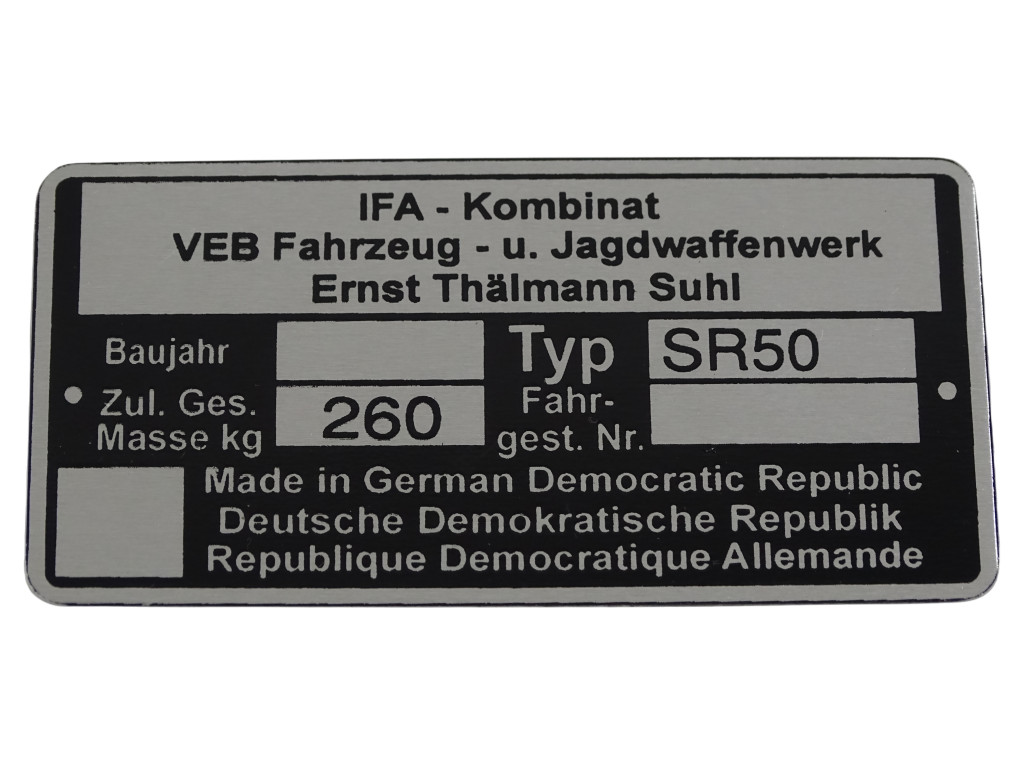 IFA - Kombinat
VEB Fahrzeug - u. Jagdwaffenwerk
Ernst Thälmann Suhl
Baujahr
Typ SR50
Zul. Ges.
Masse kg 260
Fahr-
gest. Nr.
Made in German Democratic Republic
Deutsche Demokratische Republik
Republique Democratique Allemande